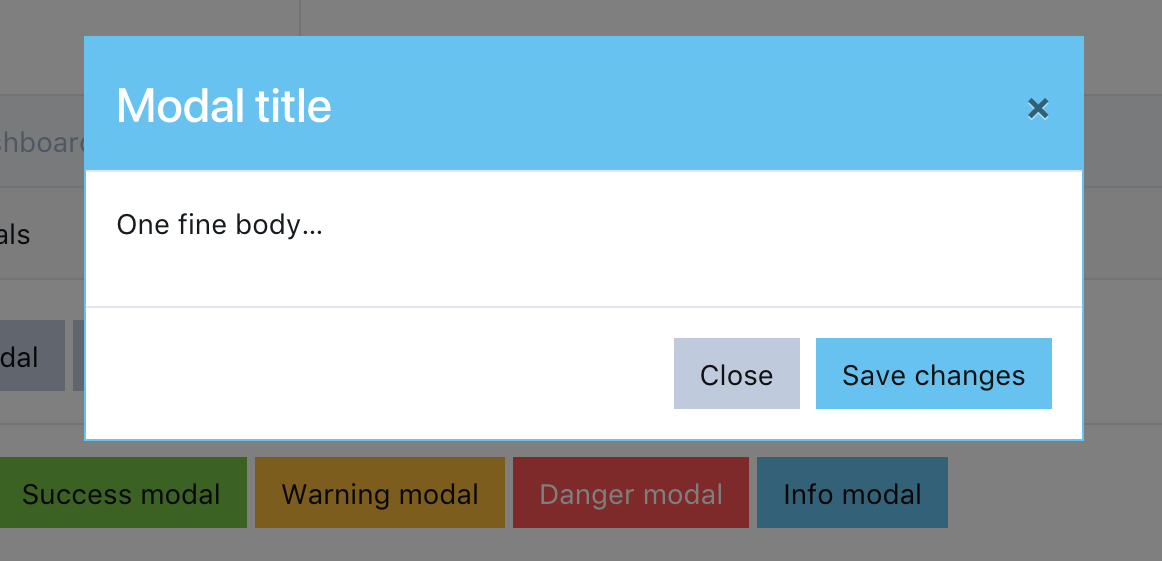 Modal title ×
shboard
One fine body...
als
dal
Close Save changes
Success modal Warning modal Danger modal Info modal